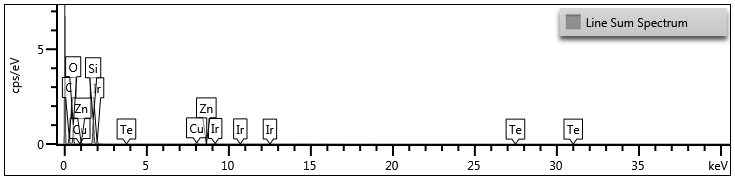 Line Sum Spectrum
cps/eV
5
0
O
Si
C
Ir
Zn
Cu
Te
Zn
Cu
Ir
Ir
Ir
Te
Te
0 5 10 15 20 25 30 35 keV